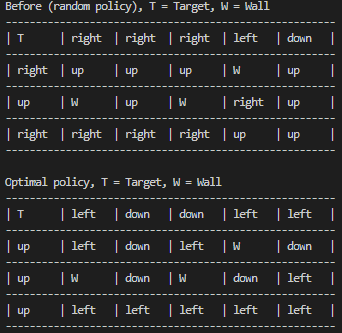 Before (random policy), T = Target, W = Wall
-------------------------------------------------
| T | right | right | right | left | down |
-------------------------------------------------
| right | up | up | up | W | up |
-------------------------------------------------
| up | W | up | W | right | up |
-------------------------------------------------
| right | right | right | right | up | up |
-------------------------------------------------
Optimal policy, T = Target, W = Wall
-------------------------------------------------
| T | left | down | down | left | left |
-------------------------------------------------
| up | left | down | left | W | down |
-------------------------------------------------
| up | W | down | W | down | left |
-------------------------------------------------
| up | left | left | left | left | left |
-------------------------------------------------